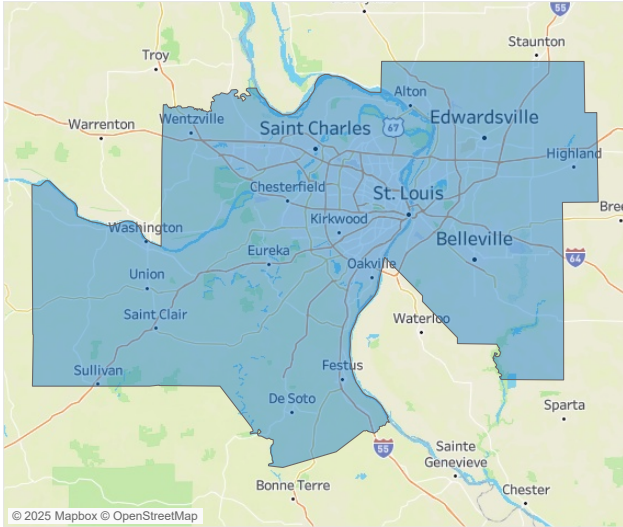 55
Staunton
Troy
Alton
Wentzville
Edwardsville
Warrenton
Saint Charles
67
Highland
Chesterfield
St. Louis
Bree
Kirkwood
Washington
Belleville
Eureka
64
Oakville
Union
Saint Clair
Waterloo
Sullivan
Festus
De Soto
Sparta
55
Sainte
Genevieve
Bonne Terre
Chester
© 2025 Mapbox © OpenStreetMap